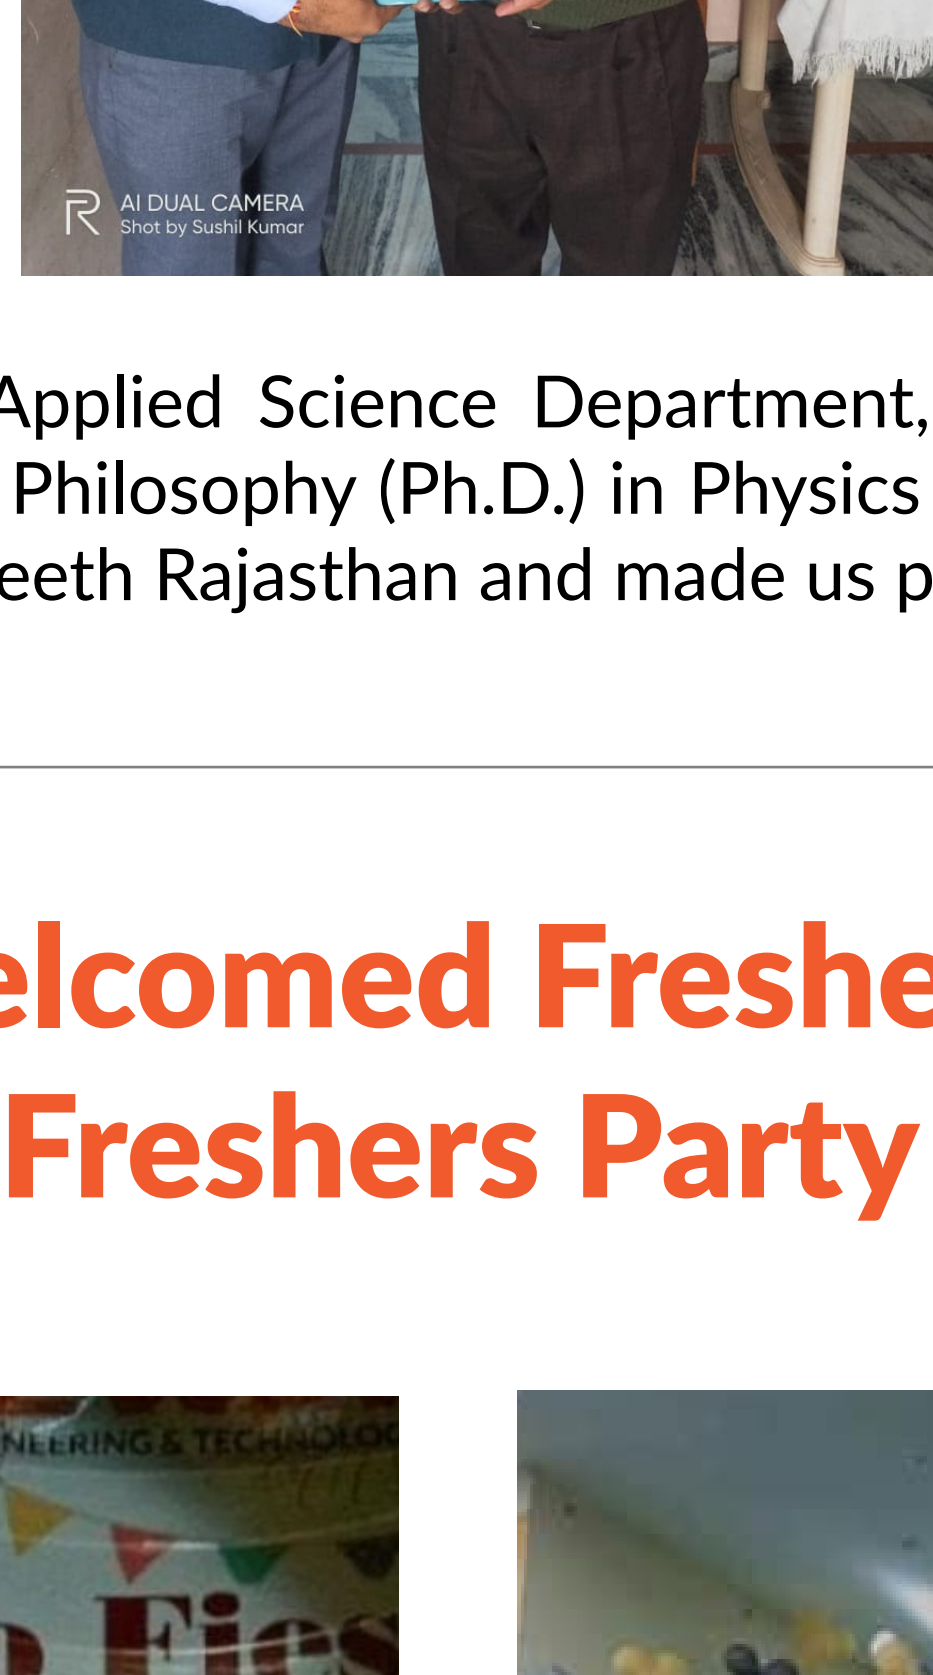 AI DUAL CAMERA
Shot by Sushil Kumar
Applied Science Department,
Philosophy (Ph.D.) in Physics
eeth Rajasthan and made us p
elcomed Freshe
Freshers Party
NEERING & TECHNOLOG
o Fies